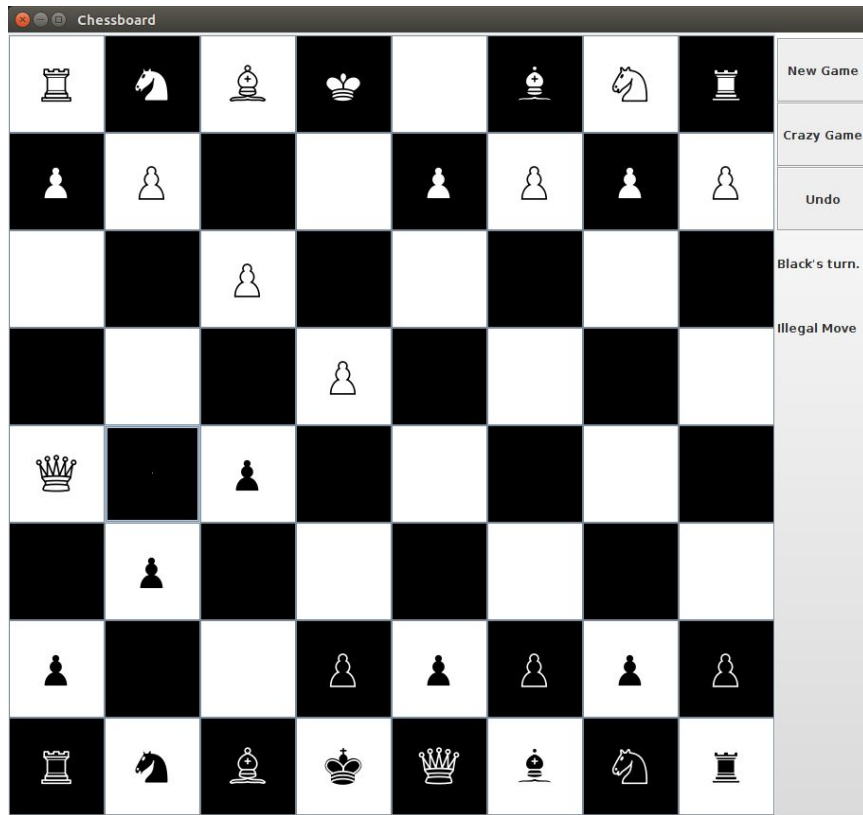 Chessboard
New Game
Crazy Game
Undo
Black's turn.
Illegal Move